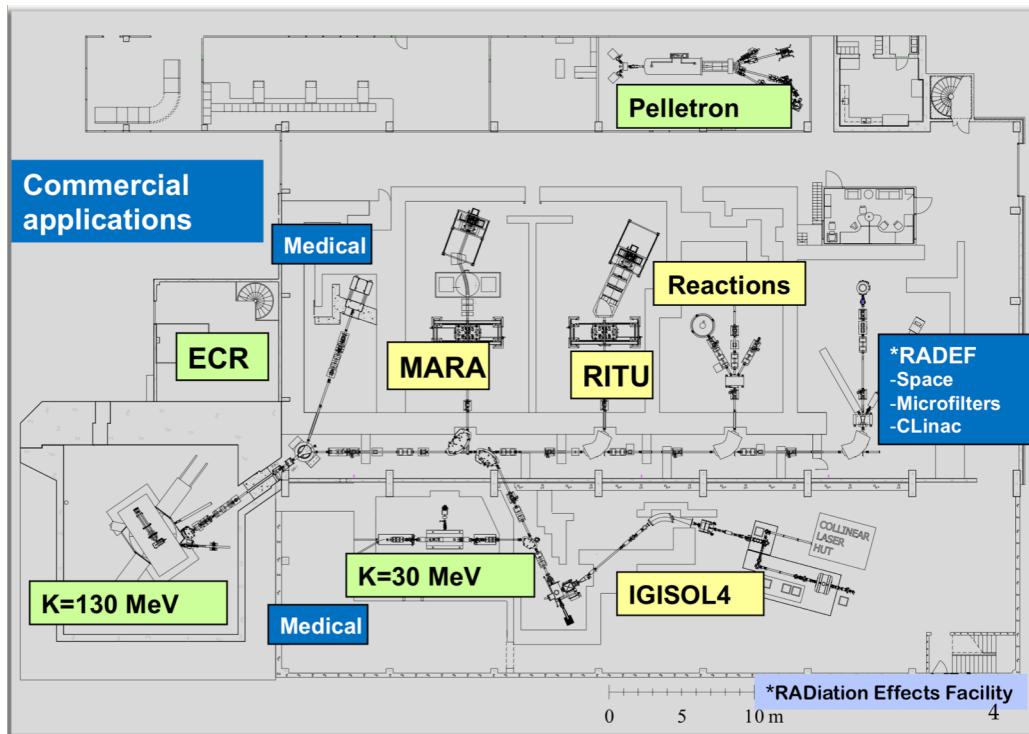 Pelletron
Commercial
applications
Medical
Reactions
ECR
MARA
RITU
*RADEF
-Space
-Microfilters
-CLinac
COLLINEAR
LASER
HUT
K=30 MeV
K=130 MeV
IGISOL4
Medical
*RADiation Effects Facility
0 5 10 m
4